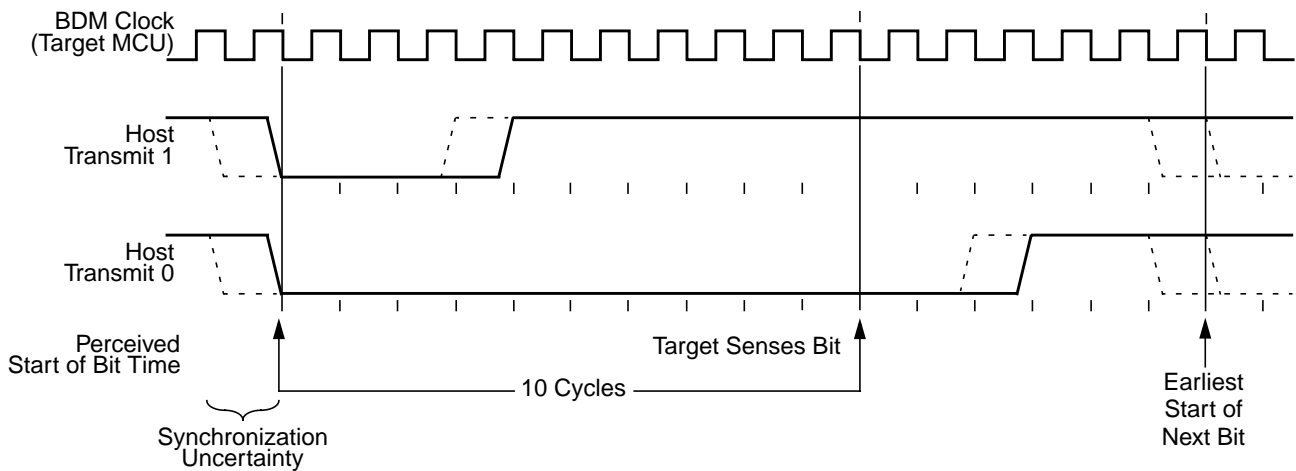 BDM Clock
(Target MCU)
Host
Transmit 1
Host
Transmit 0
Perceived
Start of Bit Time
Target Senses Bit
10 Cycles
Earliest
Start of
Next Bit
Synchronization
Uncertainty